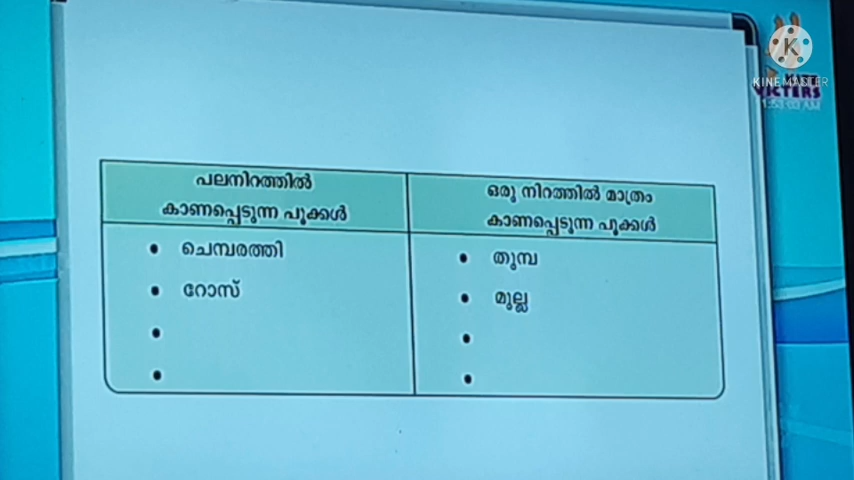 പലനിറത്തിൽ
കാണപ്പെടുന്ന പൂക്കൾ
ഒരു നിറത്തിൽ മാത്രം
കാണപ്പെടുന്ന പൂക്കൾ
• ചെമ്പരത്തി
• റോസ്
•
•
• തുമ്പ
• മുല്ല
•
•
K
KINEMASTER
VICTERS